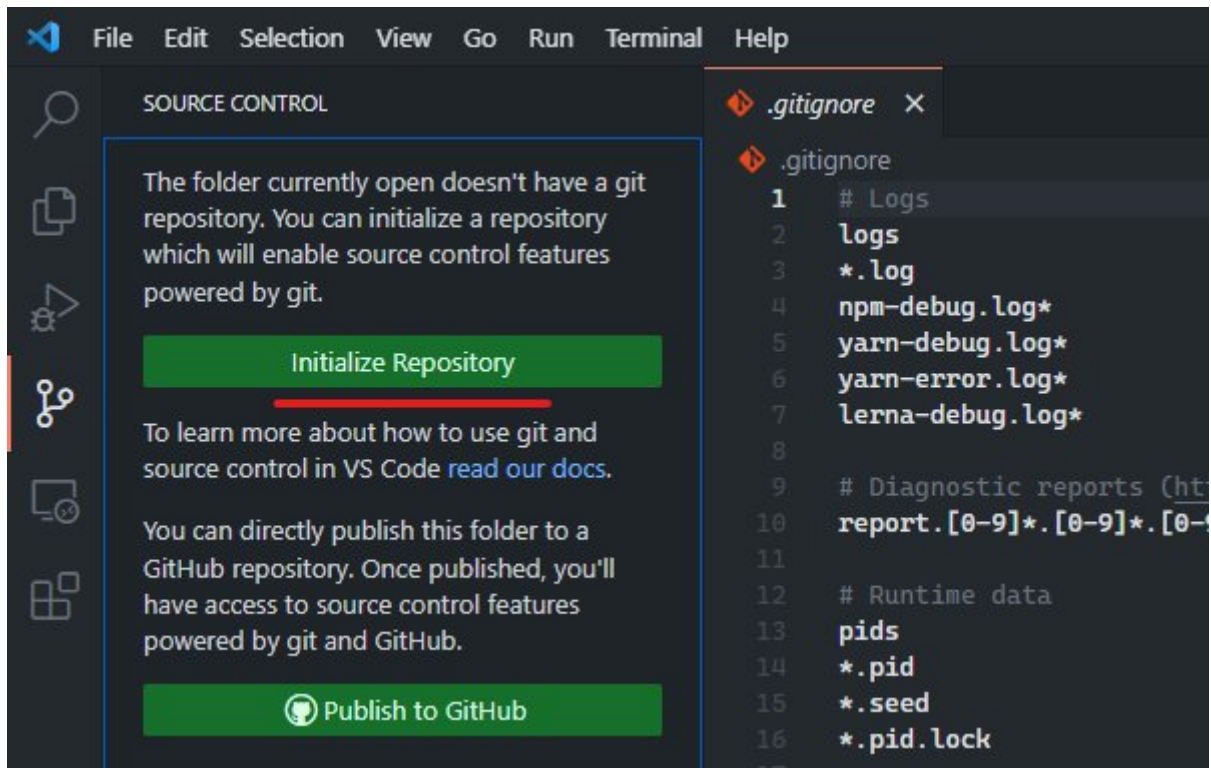 File Edit Selection View Go Run Terminal Help
SOURCE CONTROL
The folder currently open doesn't have a git
repository. You can initialize a repository
which will enable source control features
powered by git.
Initialize Repository
To learn more about how to use git and
source control in VS Code read our docs.
You can directly publish this folder to a
GitHub repository. Once published, you'll
have access to source control features
powered by git and GitHub.
Publish to GitHub
.gitignore
.gitignore
1 # Logs
2 logs
3 *.log
4 npm-debug.log*
5 yarn-debug.log*
6 yarn-error.log*
7 lerna-debug.log*
8
9 # Diagnostic reports (htt
10 report.[0-9]*.[0-9]*.[0-9
11
12 # Runtime data
13 pids
14 *.pid
15 *.seed
16 *.pid.lock